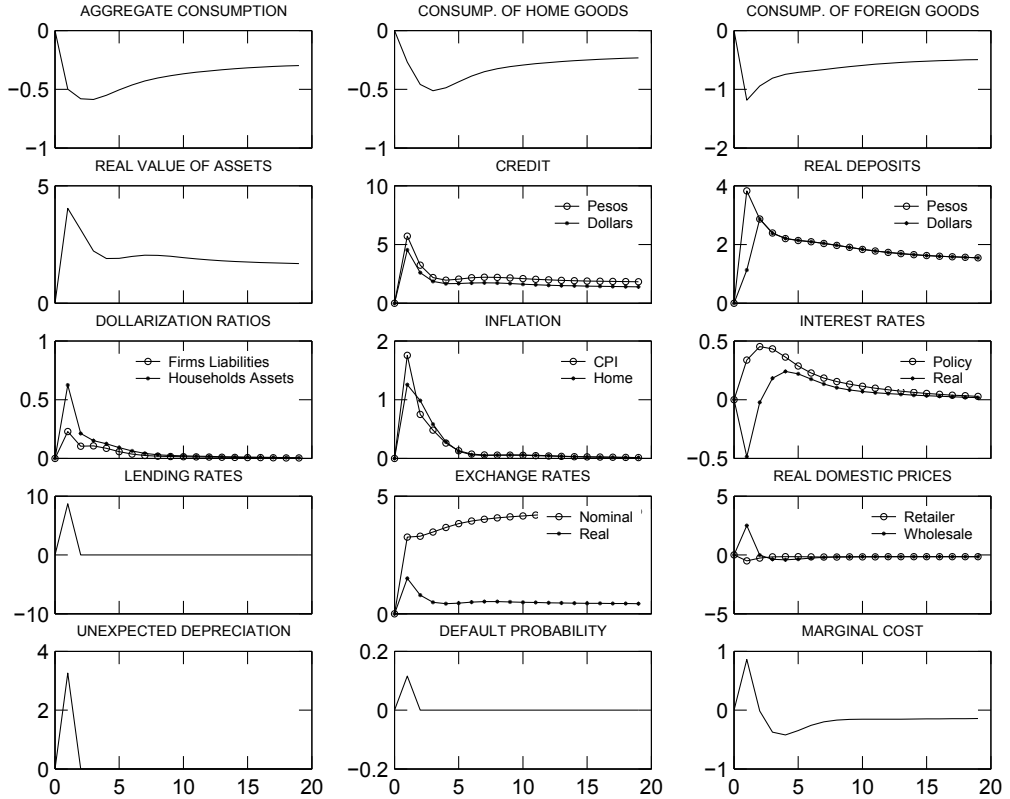 AGGREGATE CONSUMPTION
0
−0.5
−1
CONSUMP. OF HOME GOODS
0
−0.5
−1
CONSUMP. OF FOREIGN GOODS
0
−1
−2
REAL VALUE OF ASSETS
5
0
CREDIT
10
5
0
Pesos
Dollars
REAL DEPOSITS
4
2
0
Pesos
Dollars
DOLLARIZATION RATIOS
1
0.5
0
Firms Liabilities
Households Assets
INFLATION
2
1
0
CPI
Home
INTEREST RATES
0.5
0
−0.5
Policy
Real
LENDING RATES
10
0
−10
EXCHANGE RATES
5
0
Nominal
Real
REAL DOMESTIC PRICES
5
0
−5
Retailer
Wholesale
UNEXPECTED DEPRECIATION
4
2
0
0 5 10 15 20
DEFAULT PROBABILITY
0.2
0
−0.2
0 5 10 15 20
MARGINAL COST
1
0
−1
0 5 10 15 20